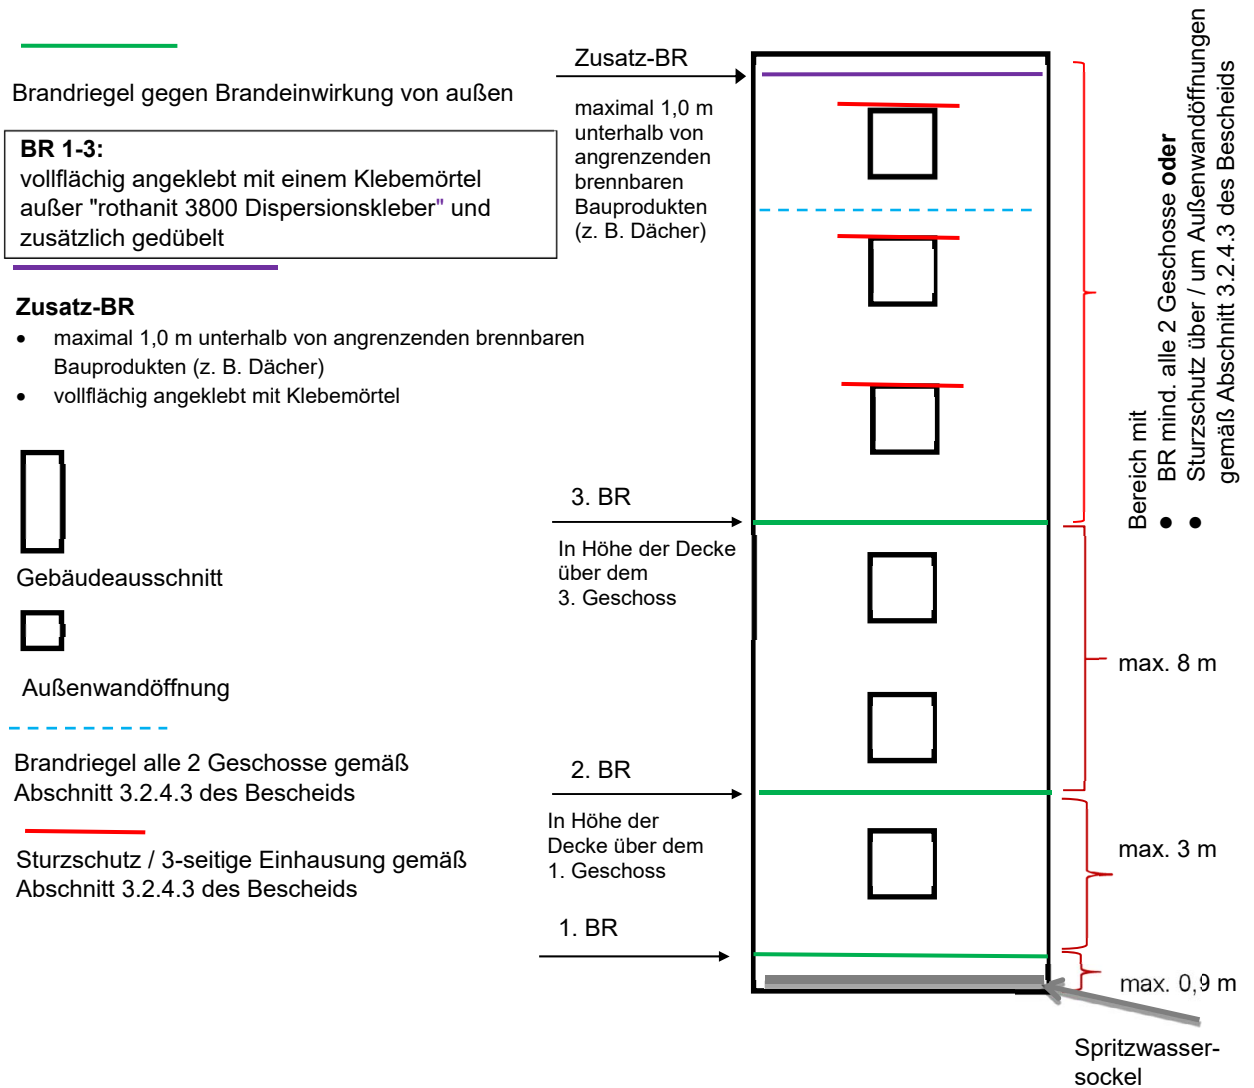 Brandriegel gegen Brandeinwirkung von außen
BR 1-3:
vollflächig angeklebt mit einem Klebemörtel
außer "rothanit 3800 Dispersionskleber" und
zusätzlich gedübelt
Zusatz-BR
• maximal 1,0 m unterhalb von angrenzenden brennbaren
Bauprodukten (z. B. Dächer)
• vollflächig angeklebt mit Klebemörtel
Gebäudeausschnitt
Außenwandöffnung
Brandriegel alle 2 Geschosse gemäß
Abschnitt 3.2.4.3 des Bescheids
Sturzschutz / 3-seitige Einhausung gemäß
Abschnitt 3.2.4.3 des Bescheids
Zusatz-BR
maximal 1,0 m
unterhalb von
angrenzenden
brennbaren
Bauprodukten
(z. B. Dächer)
3. BR
In Höhe der Decke
über dem
3. Geschoss
2. BR
In Höhe der
Decke über dem
1. Geschoss
1. BR
Bereich mit
• BR mind. alle 2 Geschosse oder
• Sturzschutz über / um Außenwandöffnungen
gemäß Abschnitt 3.2.4.3 des Bescheids
max. 8 m
max. 3 m
max. 0,9 m
Spritzwasser-
sockel